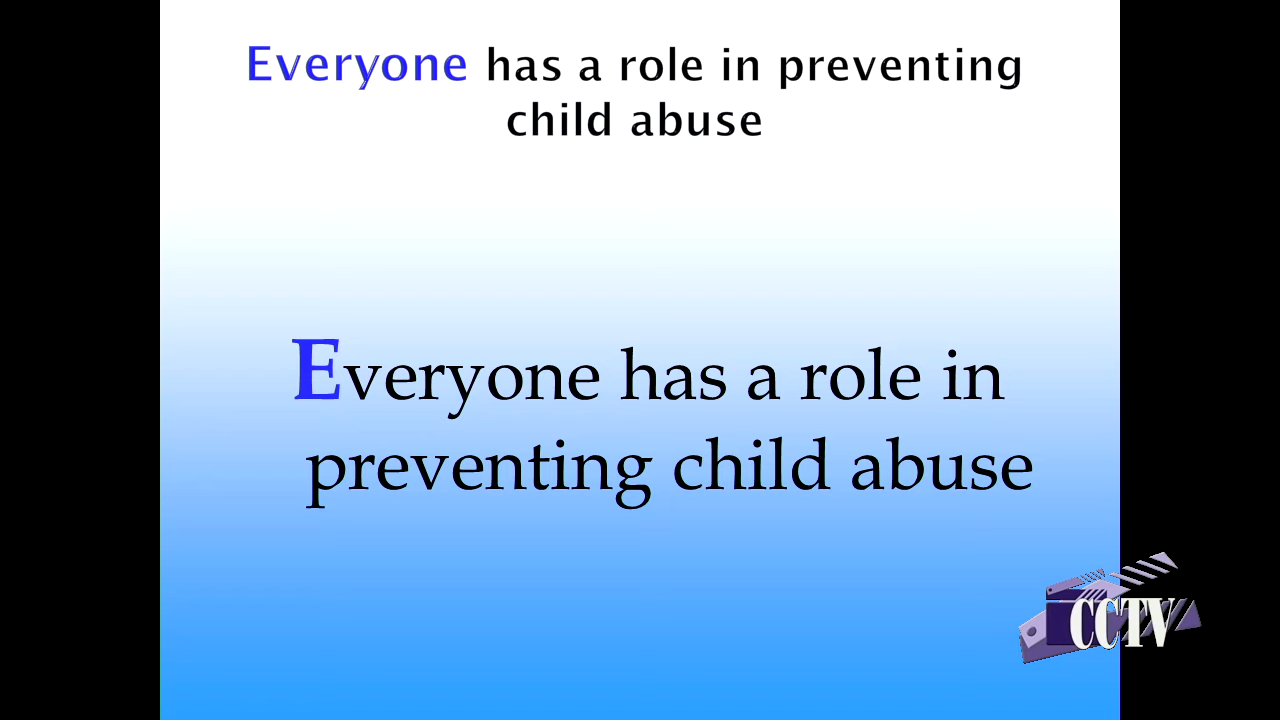 Everyone has a role in preventing
child abuse
Everyone has a role in
preventing child abuse
CCTV